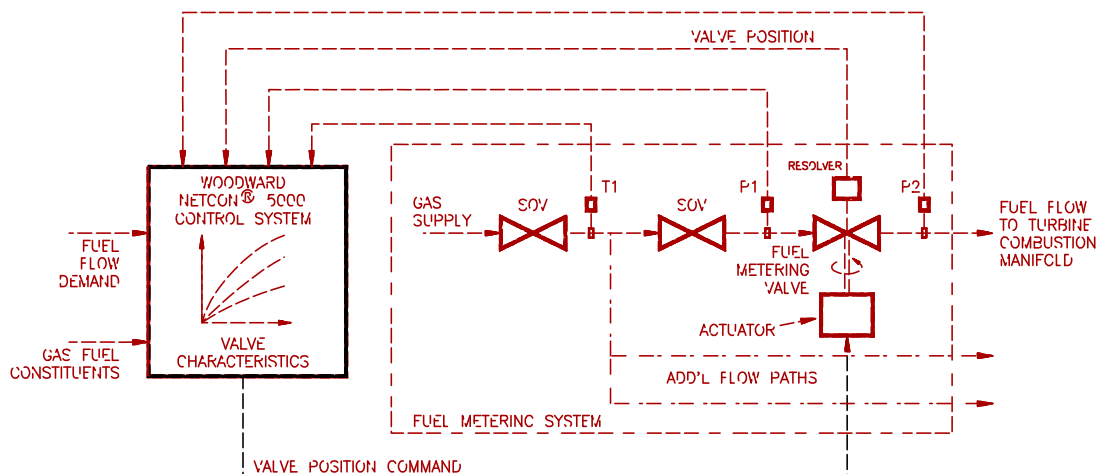 VALVE POSITION
WOODWARD
NETCON® 5000
CONTROL SYSTEM
VALVE
CHARACTERISTICS
FUEL
FLOW
DEMAND
GAS FUEL
CONSTITUENTS
GAS
SUPPLY
SOV
T1
SOV
P1
RESOLVER
P2
FUEL
METERING
VALVE
ACTUATOR
ADD'L FLOW PATHS
FUEL METERING SYSTEM
FUEL FLOW
TO TURBINE
COMBUSTION
MANIFOLD
VALVE POSITION COMMAND